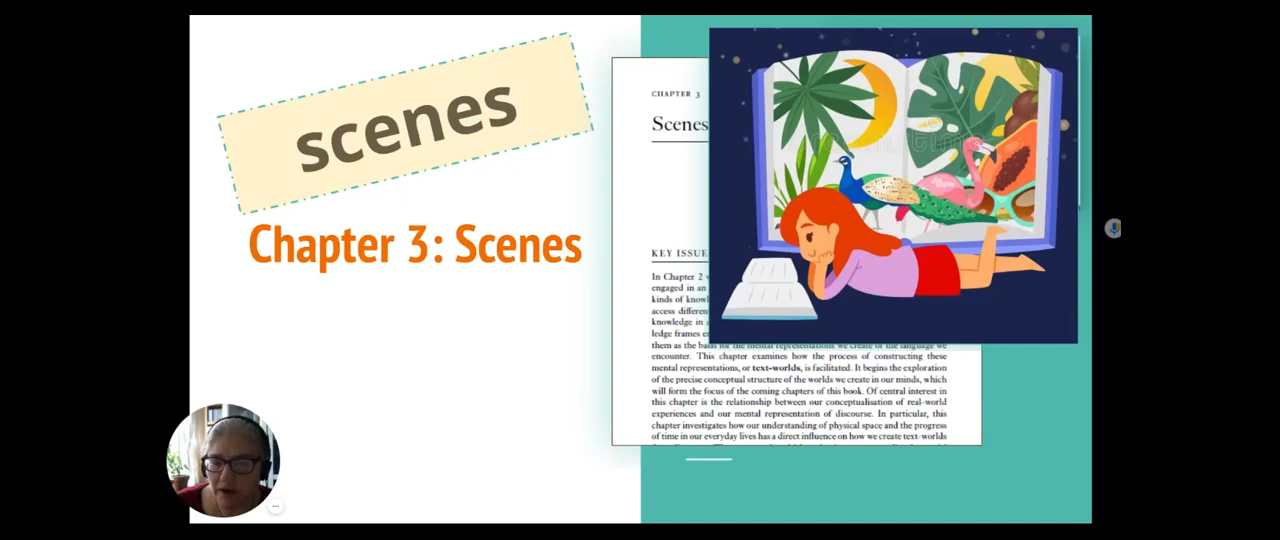 scenes
Chapter 3: Scenes
CHAPTER 3
Scenes
KEY ISSUE
In Chapter 2
engaged in an
kinds of
access
knowledge in
ledge frames
them as the basis for the mental representations we create of the language we
encounter. This chapter examines how the process of constructing these
mental representations, or text-worlds, is facilitated. It begins the exploration
of the precise conceptual structure of the worlds we create in our minds, which
will form the focus of the coming chapters of this book. Of central interest in
this chapter is the relationship between our conceptualisation of real-world
experiences and our mental representation of discourse. In particular, this
chapter investigates how our understanding of physical space and the progress
of time in our everyday lives has a direct influence on how we create text-worlds